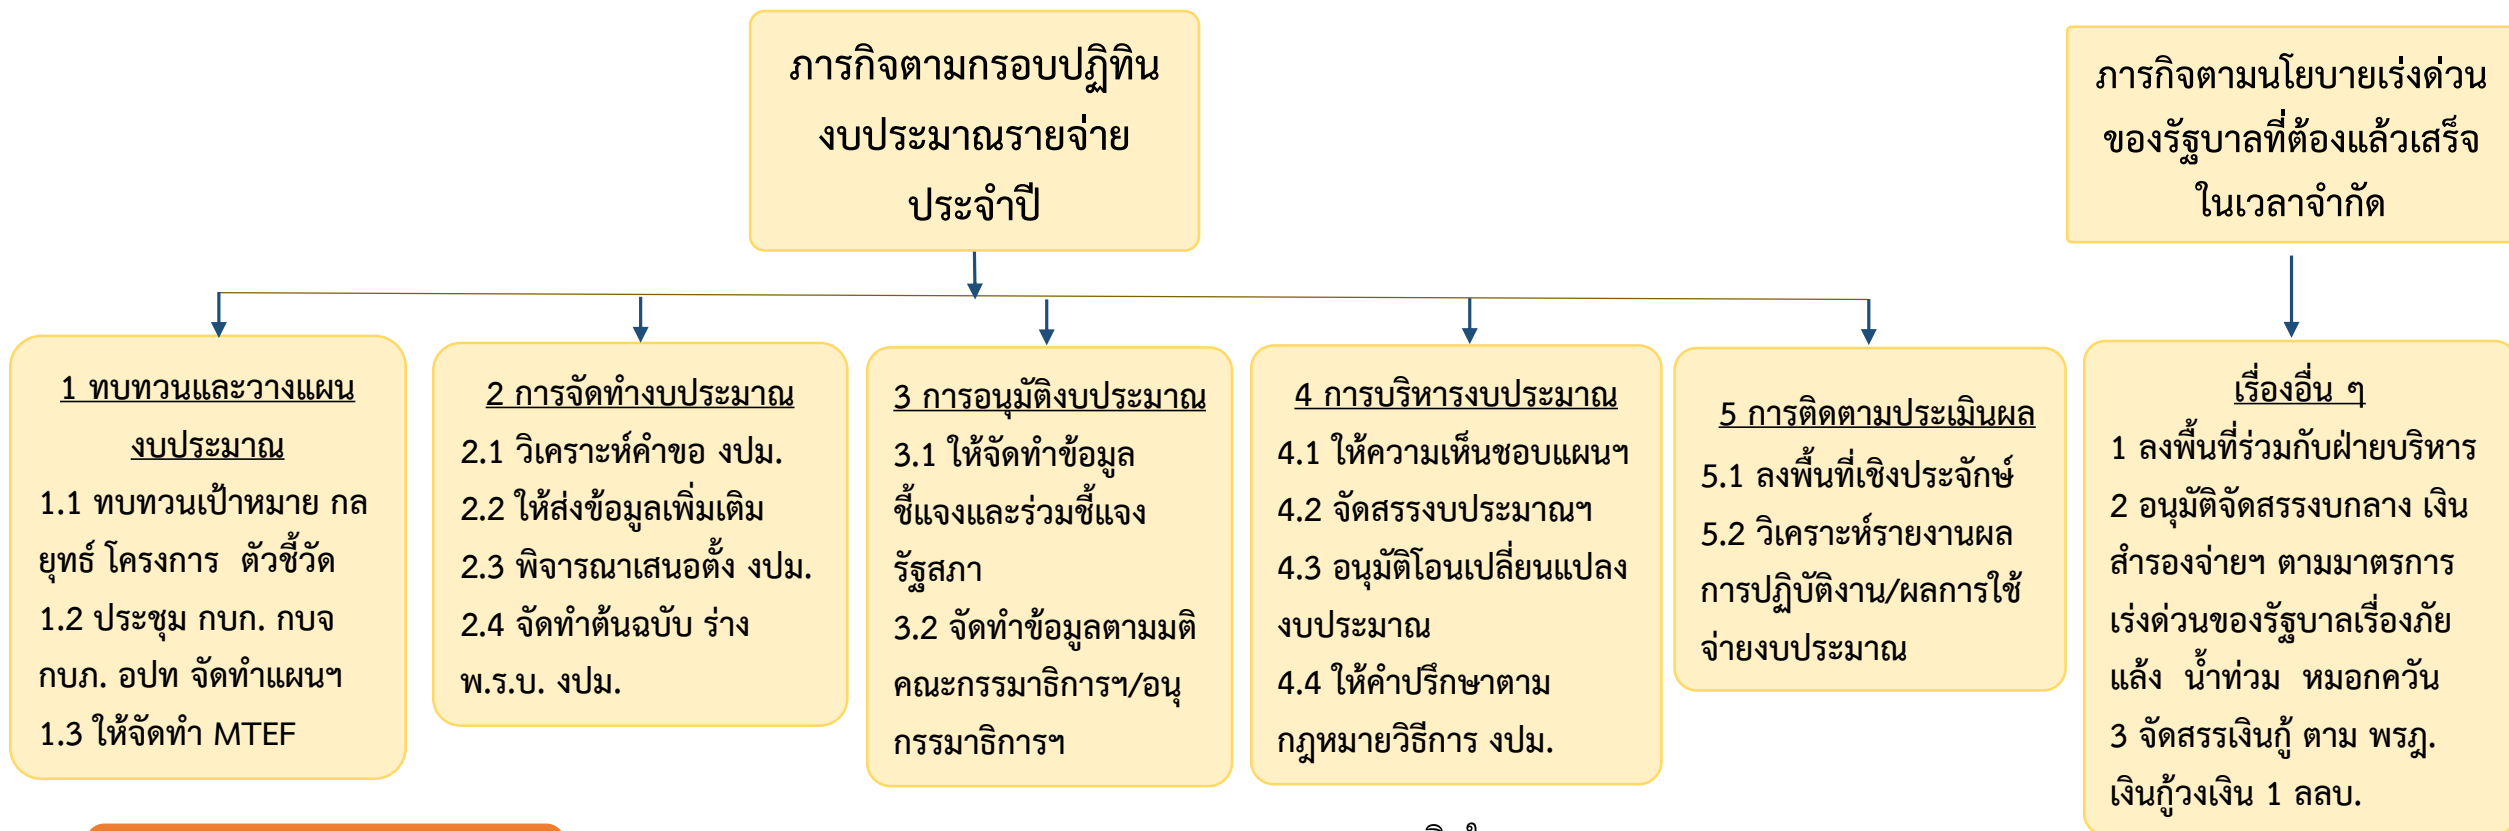 ภารกิจตามกรอบปฏิทิน
งบประมาณรายจ่าย
ประจำปี
ภารกิจตามนโยบายเร่งด่วน
ของรัฐบาลที่ต้องแล้วเสร็จ
ในเวลาจำกัด
1 ทบทวนและวางแผน
งบประมาณ
1.1 ทบทวนเป้าหมาย กล
ยุทธ์ โครงการ ตัวชี้วัด
1.2 ประชุม กบก. กบจ
กบภ. อปท จัดทำแผนฯ
1.3 ให้จัดทำ MTEF
2 การจัดทำงบประมาณ
2.1 วิเคราะห์คำขอ งปม.
2.2 ให้ส่งข้อมูลเพิ่มเติม
2.3 พิจารณาเสนอตั้ง งปม.
2.4 จัดทำต้นฉบับ ร่าง
พ.ร.บ. งปม.
3 การอนุมัติงบประมาณ
3.1 ให้จัดทำข้อมูล
ชี้แจงและร่วมชี้แจง
รัฐสภา
3.2 จัดทำข้อมูลตามมติ
คณะกรรมาธิการฯ/อนุ
กรรมาธิการฯ
4 การบริหารงบประมาณ
4.1 ให้ความเห็นชอบแผนฯ
4.2 จัดสรรงบประมาณฯ
4.3 อนุมัติโอนเปลี่ยนแปลง
งบประมาณ
4.4 ให้คำปรึกษาตาม
กฎหมายวิธีการ งปม.
5 การติดตามประเมินผล
5.1 ลงพื้นที่เชิงประจักษ์
5.2 วิเคราะห์รายงานผล
การปฏิบัติงาน/ผลการใช้
จ่ายงบประมาณ
เรื่องอื่น ๆ
1 ลงพื้นที่ร่วมกับฝ่ายบริหาร
2 อนุมัติจัดสรรงบกลาง เงิน
สำรองจ่ายฯ ตามมาตรการ
เร่งด่วนของรัฐบาลเรื่องภัย
แล้ง น้ำท่วม หมอกควัน
3 จัดสรรเงินกู้ ตาม พรฎ.
เงินกู้วงเงิน 1 ลลบ.